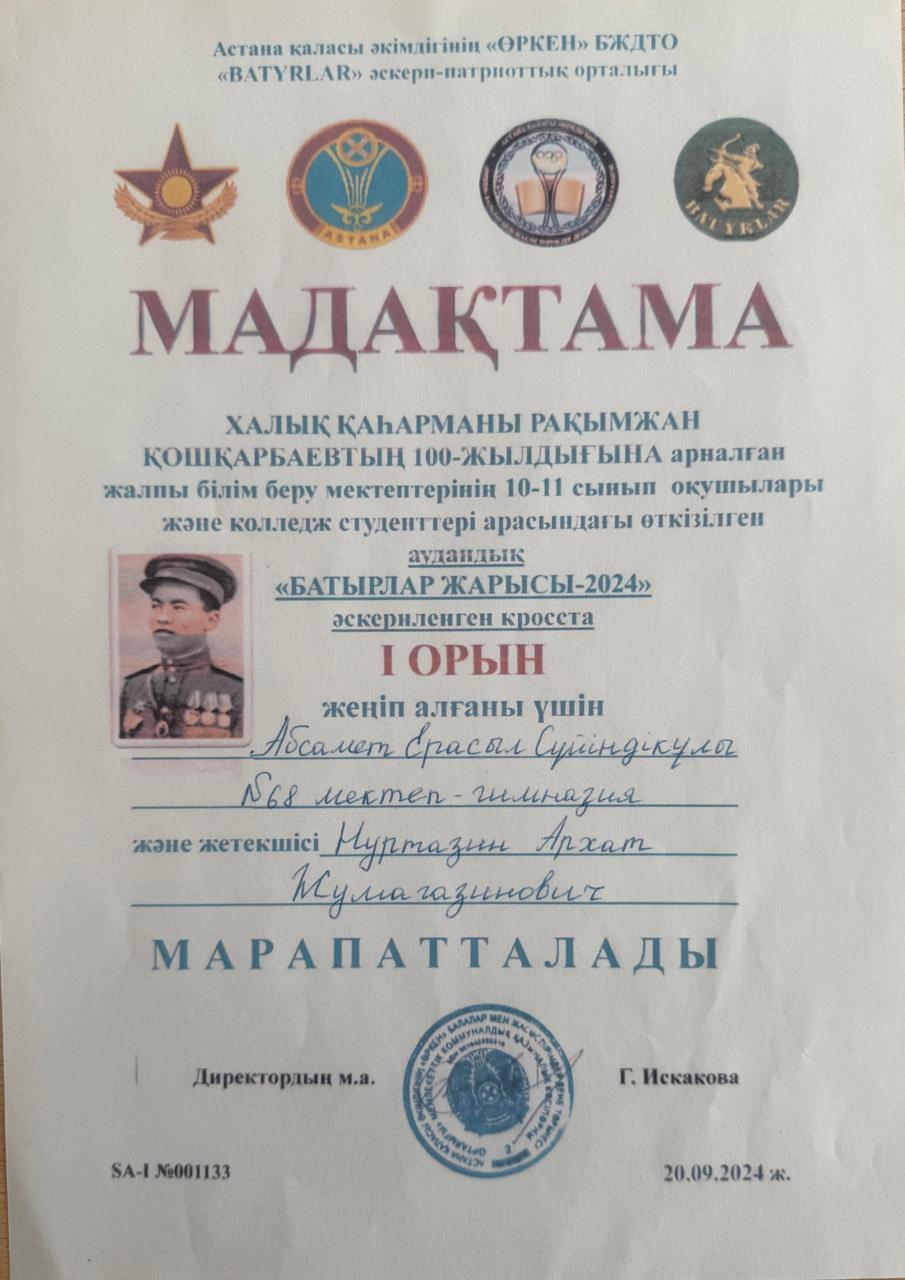 Астана қаласы әкімдігінің «ӨРКЕН» БЖДТО
«BATYRLAR» әскери-патриоттық орталығы
ASTANA
BATYRLAR
МАДАҚТАМА
ХАЛЫҚ ҚАҺАРМАНЫ РАҚЫМЖАН
ҚОШҚАРБАЕВТЫҢ 100-ЖЫЛДЫҒЫНА арналған
жалпы білім беру мектептерінің 10-11 сынып оқушылары
және колледж студенттері арасындағы өткізілген
аудандық
«БАТЫРЛАР ЖАРЫСЫ-2024»
әскериленген кросста
I ОРЫН
жеңіп алғаны үшін
Абсамет Ерасыл Сүйіндікұлы
№68 мектеп-гимназия
және жетекшісі Нуртазин Архат
Жумагазинович
МАРАПАТТАЛАДЫ
Директордың м.а.
Г. Искакова
SA-I №001133
20.09.2024 ж.